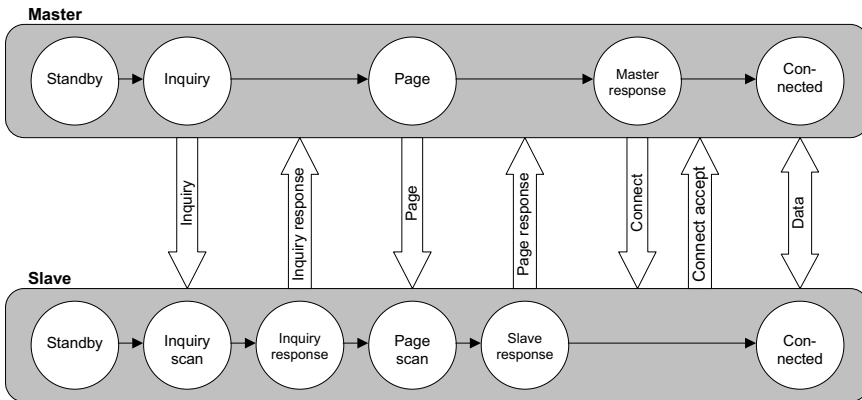 Master
Standby
Inquiry
Page
Master
response
Con-
nected
Inquiry
Inquiry response
Page
Page response
Connect
Connect accept
Data
Slave
Standby
Inquiry
scan
Inquiry
response
Page
scan
Slave
response
Con-
nected